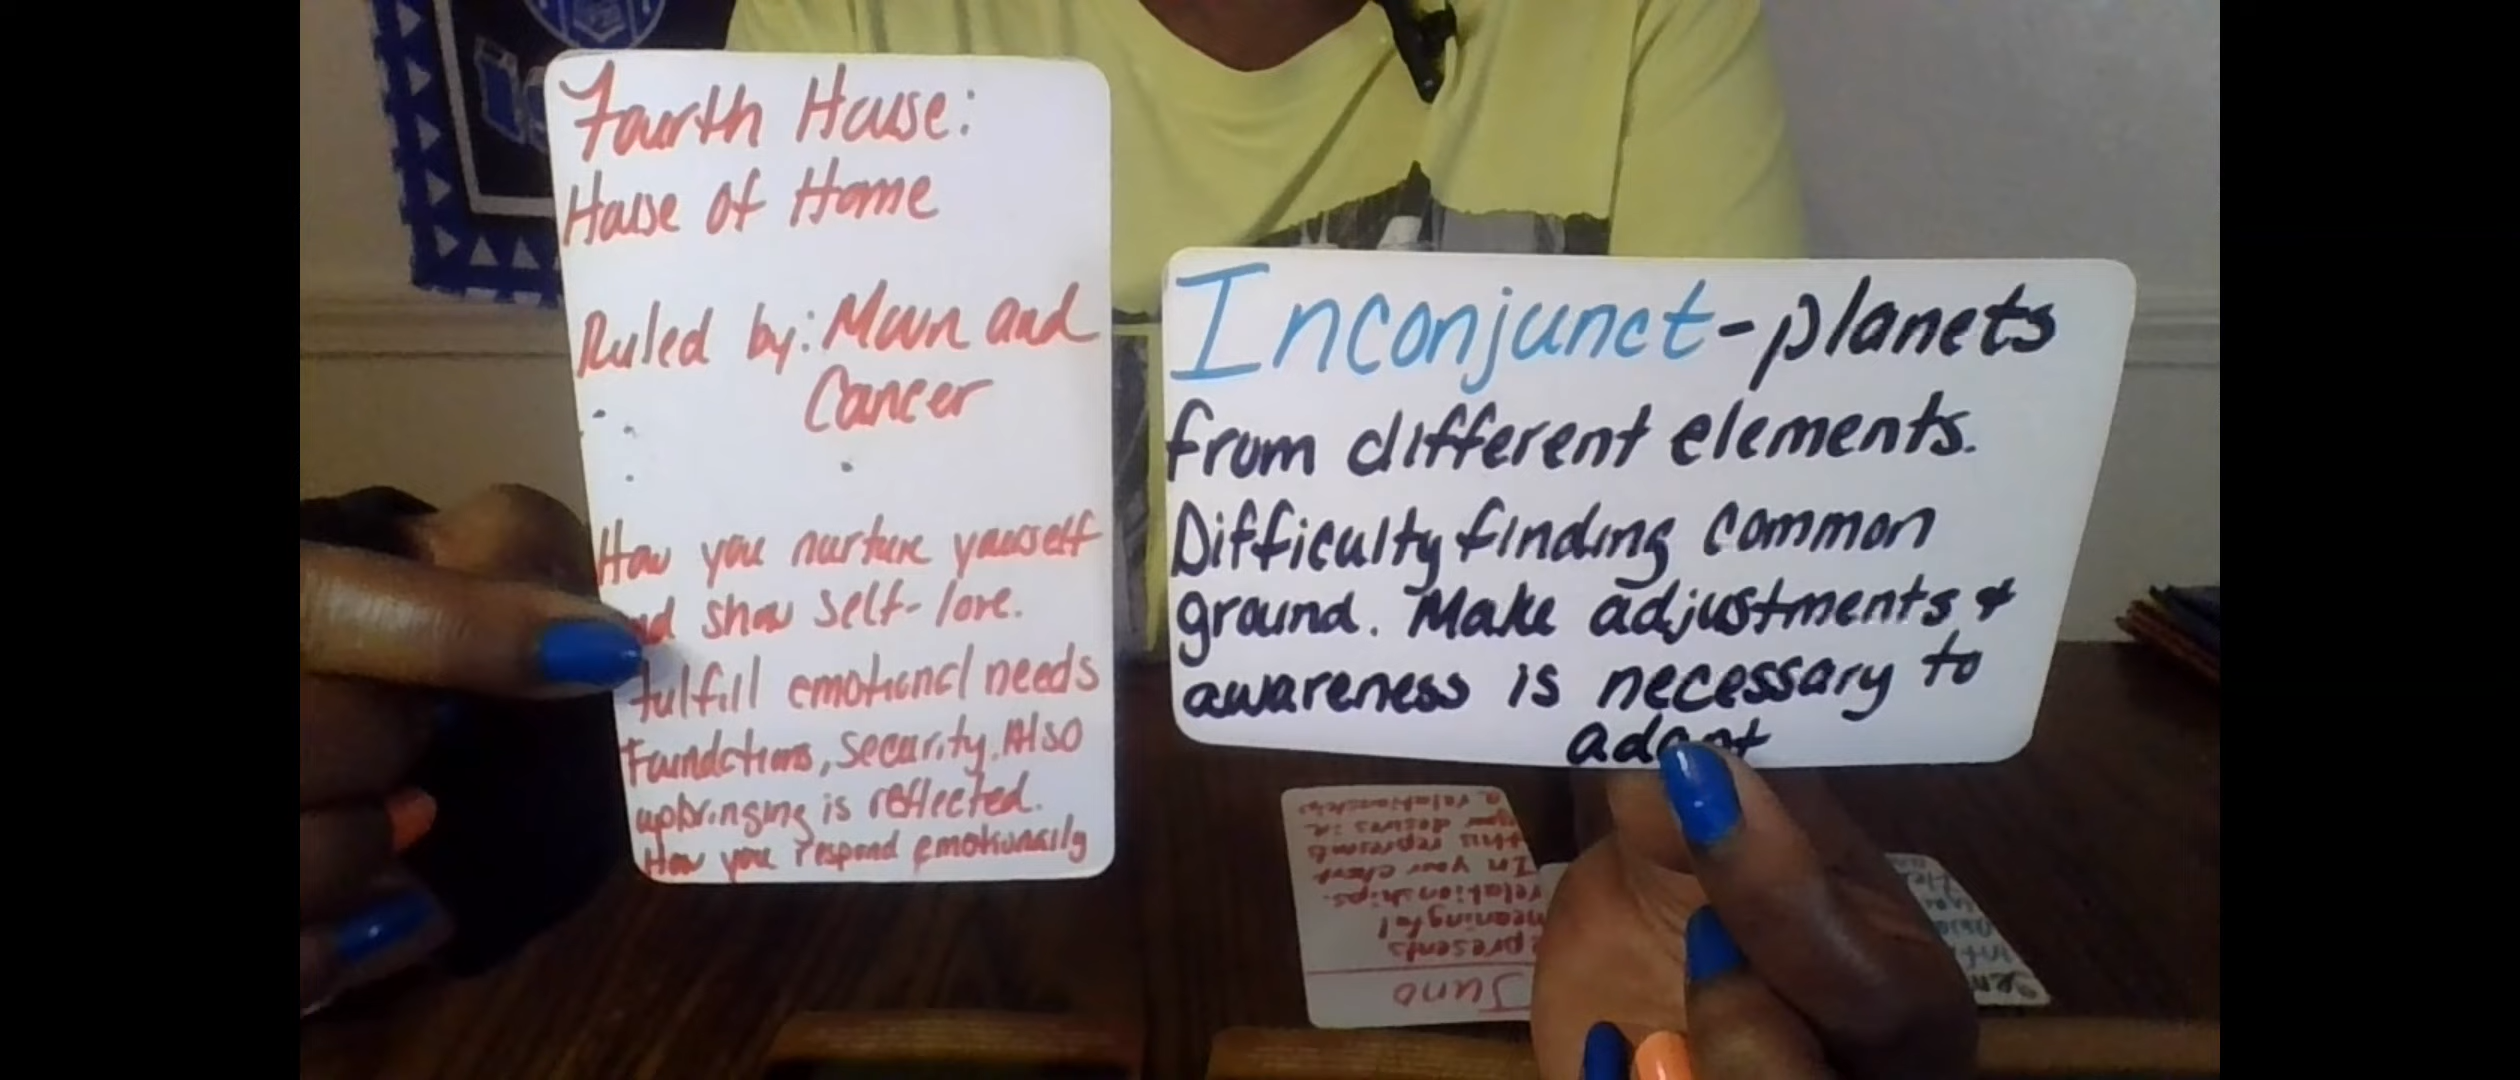 Fourth House:
House of Home
Ruled by: Moon and
Cancer
How you nurture yourself
and show self-love.
fulfill emotional needs
Foundations, security. Also
upbringing is reflected.
How you respond emotionally
Inconjunct - planets
from different elements.
Difficulty finding common
ground. Make adjustments &
awareness is necessary to
adapt
Juno
represents
meaningful
relationships.
In your chart
this represents
your desires in
a relationship